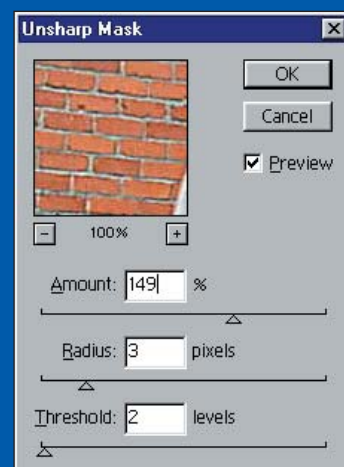 Unsharp Mask
OK
Cancel
Preview
- 100% +
Amount: 149 %
Radius: 3 pixels
Threshold: 2 levels